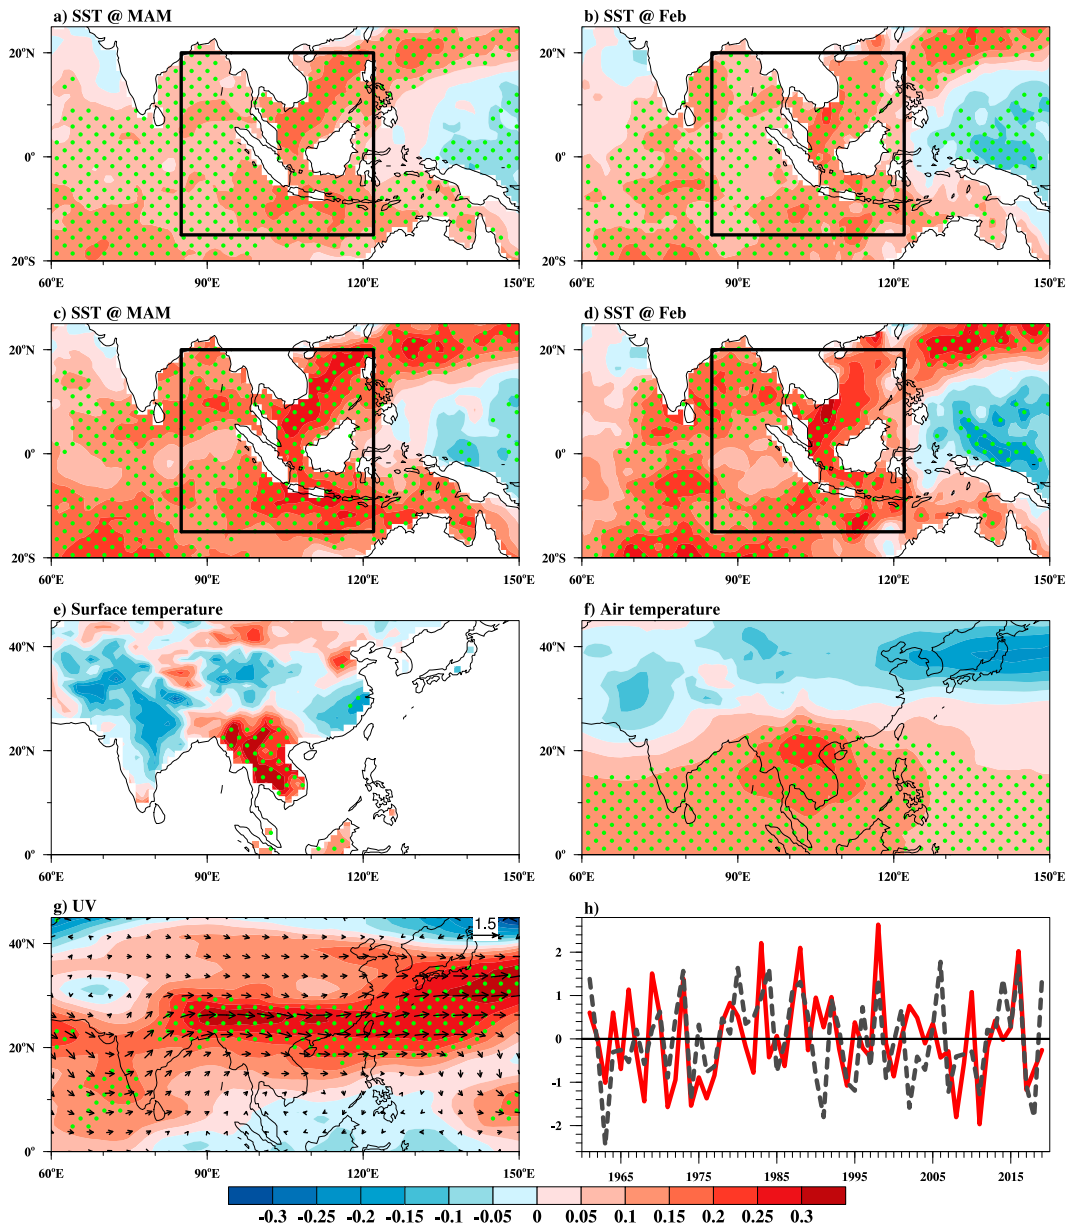 a) SST @ MAM
b) SST @ Feb
20°N
0°
20°S
60°E
90°E
120°E
150°E
20°N
0°
20°S
60°E
90°E
120°E
150°E
c) SST @ MAM
d) SST @ Feb
20°N
0°
20°S
60°E
90°E
120°E
150°E
20°N
0°
20°S
60°E
90°E
120°E
150°E
e) Surface temperature
f) Air temperature
40°N
20°N
0°
60°E
90°E
120°E
150°E
40°N
20°N
0°
60°E
90°E
120°E
150°E
g) UV
h)
1.5
40°N
20°N
0°
60°E
90°E
120°E
150°E
2
1
0
-1
-2
1965
1975
1985
1995
2005
2015
-0.3 -0.25 -0.2 -0.15 -0.1 -0.05 0 0.05 0.1 0.15 0.2 0.25 0.3